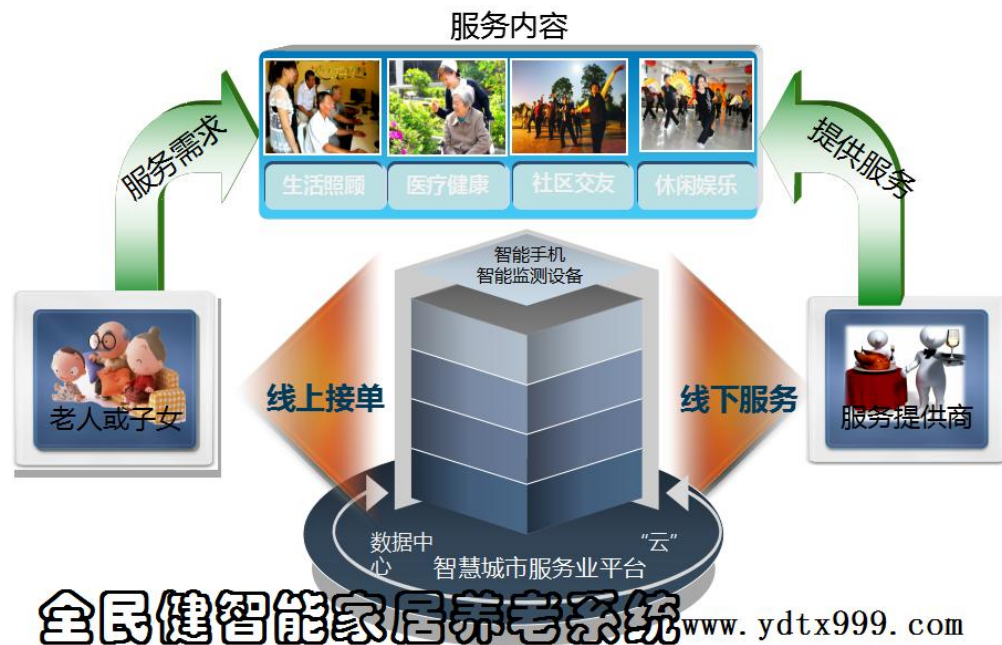 服务内容
服务需求
提供服务
生活照顾
医疗健康
社区交友
休闲娱乐
智能手机
智能监测设备
老人或子女
线上接单
线下服务
服务提供商
数据中
心
“云”
智慧城市服务业平台
全民健智能家居养老系统
www.ydtx999.com